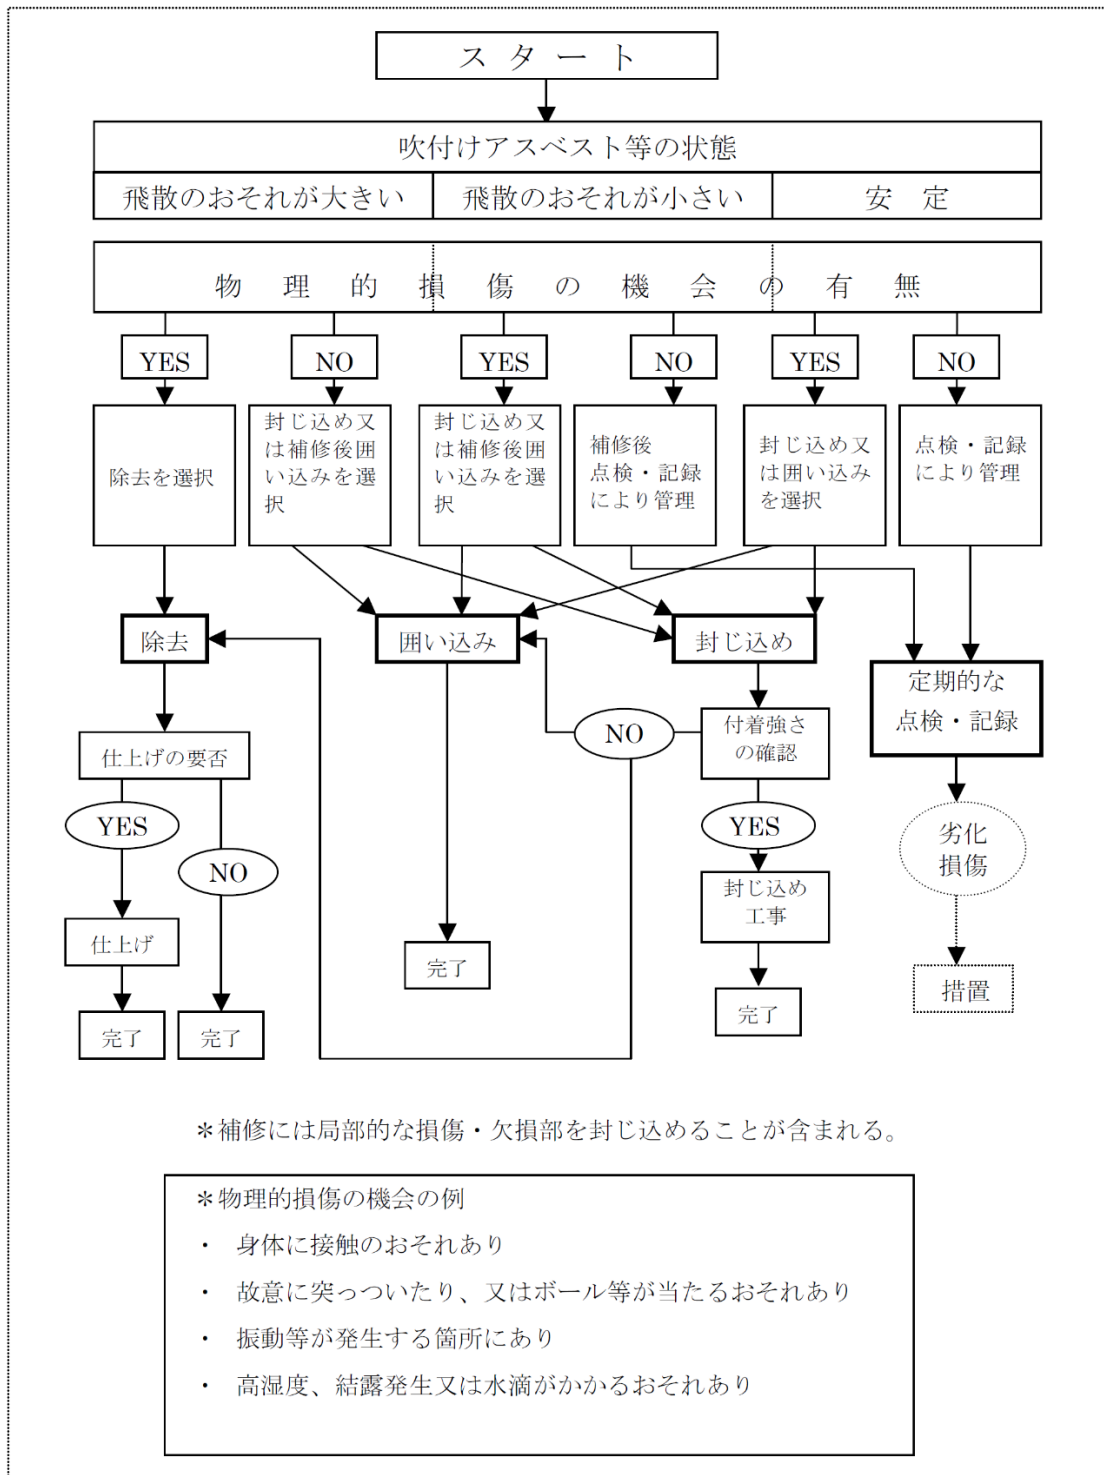 スタート
吹付けアスベスト等の状態
飛散のおそれが大きい
飛散のおそれが小さい
安 定
物理的損傷の機会の有無
YES
NO
YES
NO
YES
NO
除去を選択
封じ込め又
は補修後囲
い込みを選
択
封じ込め又
は補修後囲
い込みを選
択
補修後
点検・記録
により管理
封じ込め又
は囲い込み
を選択
点検・記録
により管理
除去
囲い込み
封じ込め
定期的な
点検・記録
仕上げの要否
NO
付着強さ
の確認
YES
NO
YES
劣化
損傷
封じ込め
工事
仕上げ
完了
措置
完了
完了
完了
＊補修には局部的な損傷・欠損部を封じ込めることが含まれる。
＊物理的損傷の機会の例
・ 身体に接触のおそれあり
・ 故意に突っついたり、又はボール等が当たるおそれあり
・ 振動等が発生する箇所にあり
・ 高湿度、結露発生又は水滴がかかるおそれあり